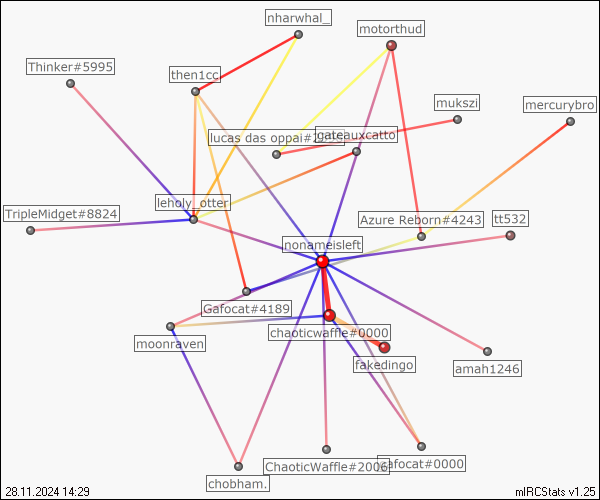 nharwhal_
motorthud
Thinker#5995
then1cc
mukszi
mercurybro
lucas das oppai#
gateauxcatto
leholy_otter
TripleMidget#8824
Azure Reborn#4243
tt532
nonameisleft
Gafocat#4189
chaoticwaffle#0000
moonraven
fakedingo
amah1246
ChaoticWaffle#2006
afocat#0000
chobham.
28.11.2024 14:29
mIRCStats v1.25